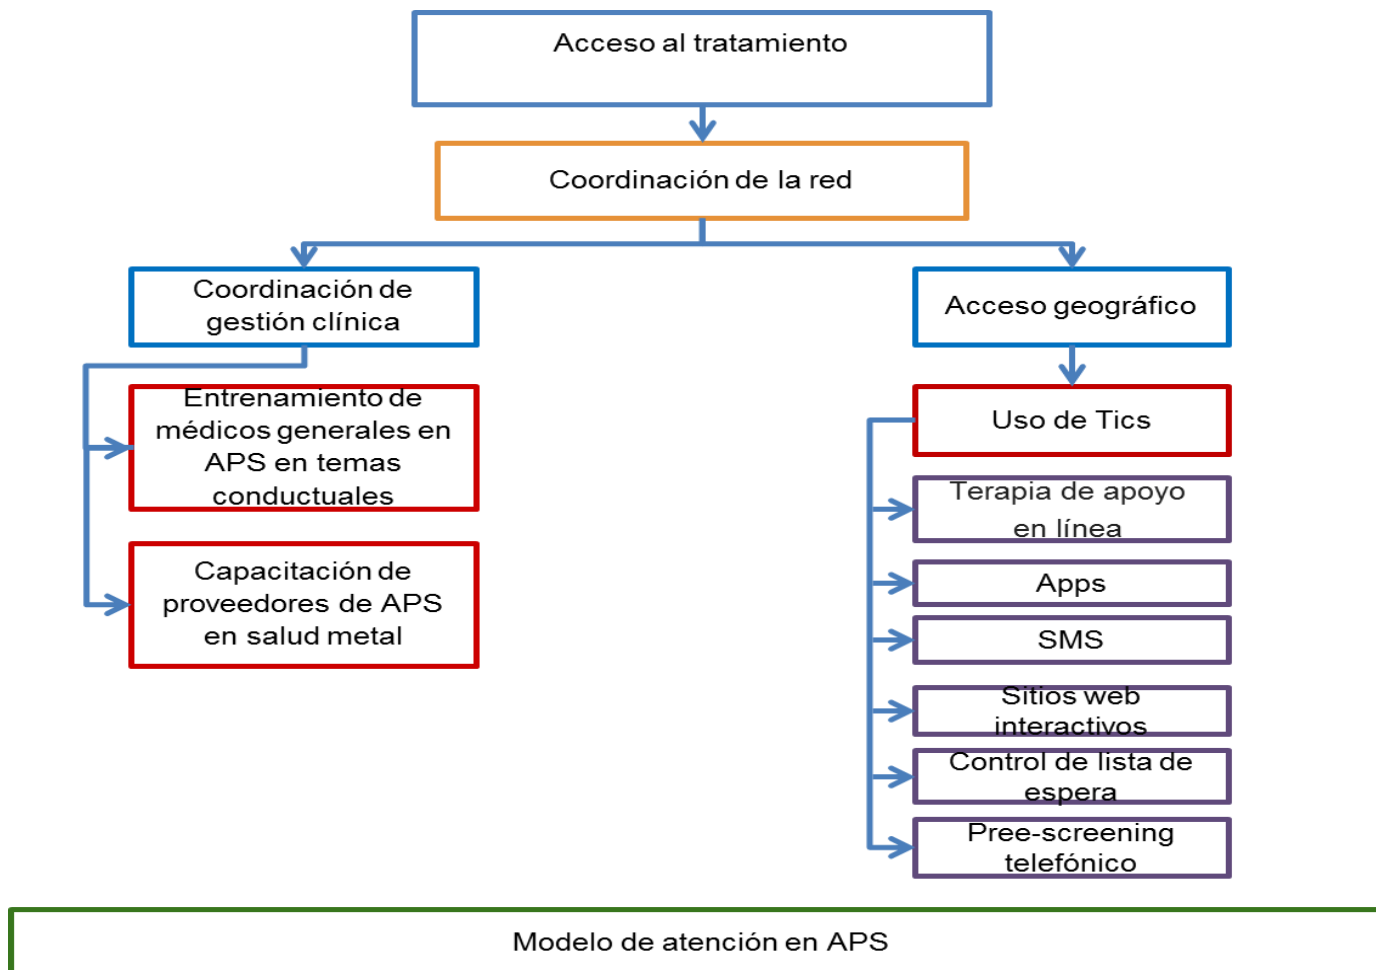 Acceso al tratamiento
Coordinación de la red
Coordinación de
gestión clínica
Acceso geográfico
Entrenamiento de
médicos generales en
APS en temas
conductuales
Capacitación de
proveedores de APS
en salud metal
Uso de Tics
Terapia de apoyo
en línea
Apps
SMS
Sitios web
interactivos
Control de lista de
espera
Pree-screening
telefónico
Modelo de atención en APS